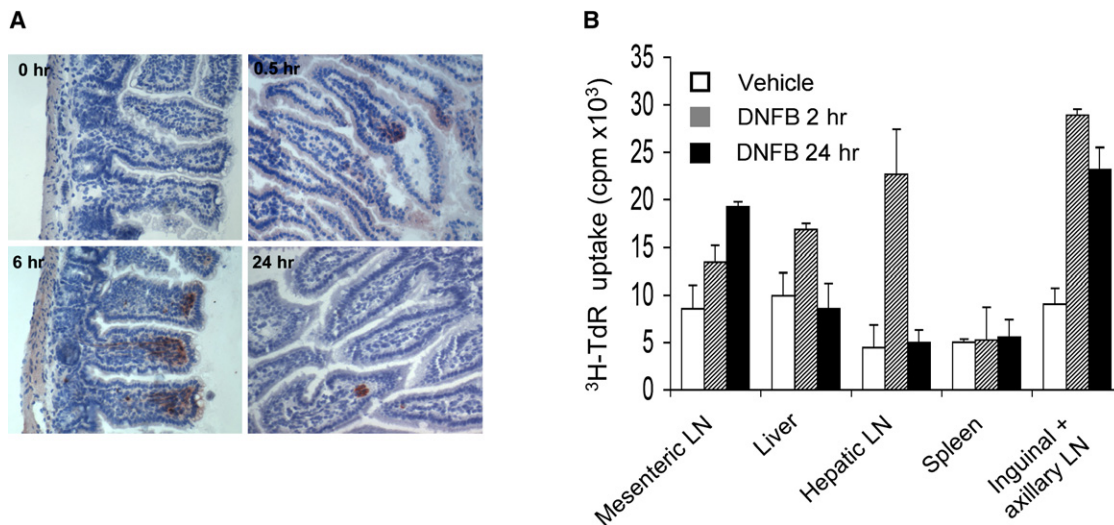 A
0 hr
0.5 hr
6 hr
24 hr
B
35
30
25
20
15
10
5
0
³H-TdR uptake (cpm x10³)
Vehicle
DNFB 2 hr
DNFB 24 hr
Mesenteric LN
Liver
Hepatic LN
Spleen
Inguinal +
axillary LN